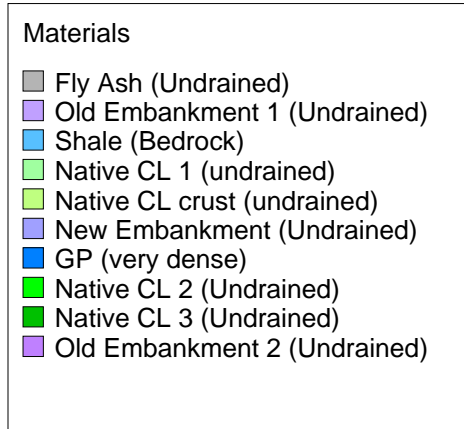 Materials
Fly Ash (Undrained)
Old Embankment 1 (Undrained)
Shale (Bedrock)
Native CL 1 (undrained)
Native CL crust (undrained)
New Embankment (Undrained)
GP (very dense)
Native CL 2 (Undrained)
Native CL 3 (Undrained)
Old Embankment 2 (Undrained)